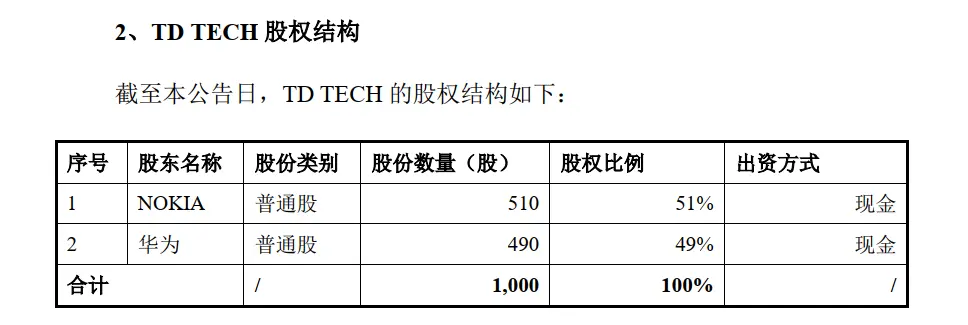 2、TD TECH 股权结构
截至本公告日，TD TECH 的股权结构如下：
序号 股东名称 股份类别 股份数量（股） 股权比例 出资方式
1 NOKIA 普通股 510 51% 现金
2 华为 普通股 490 49% 现金
合计 / 1,000 100% /